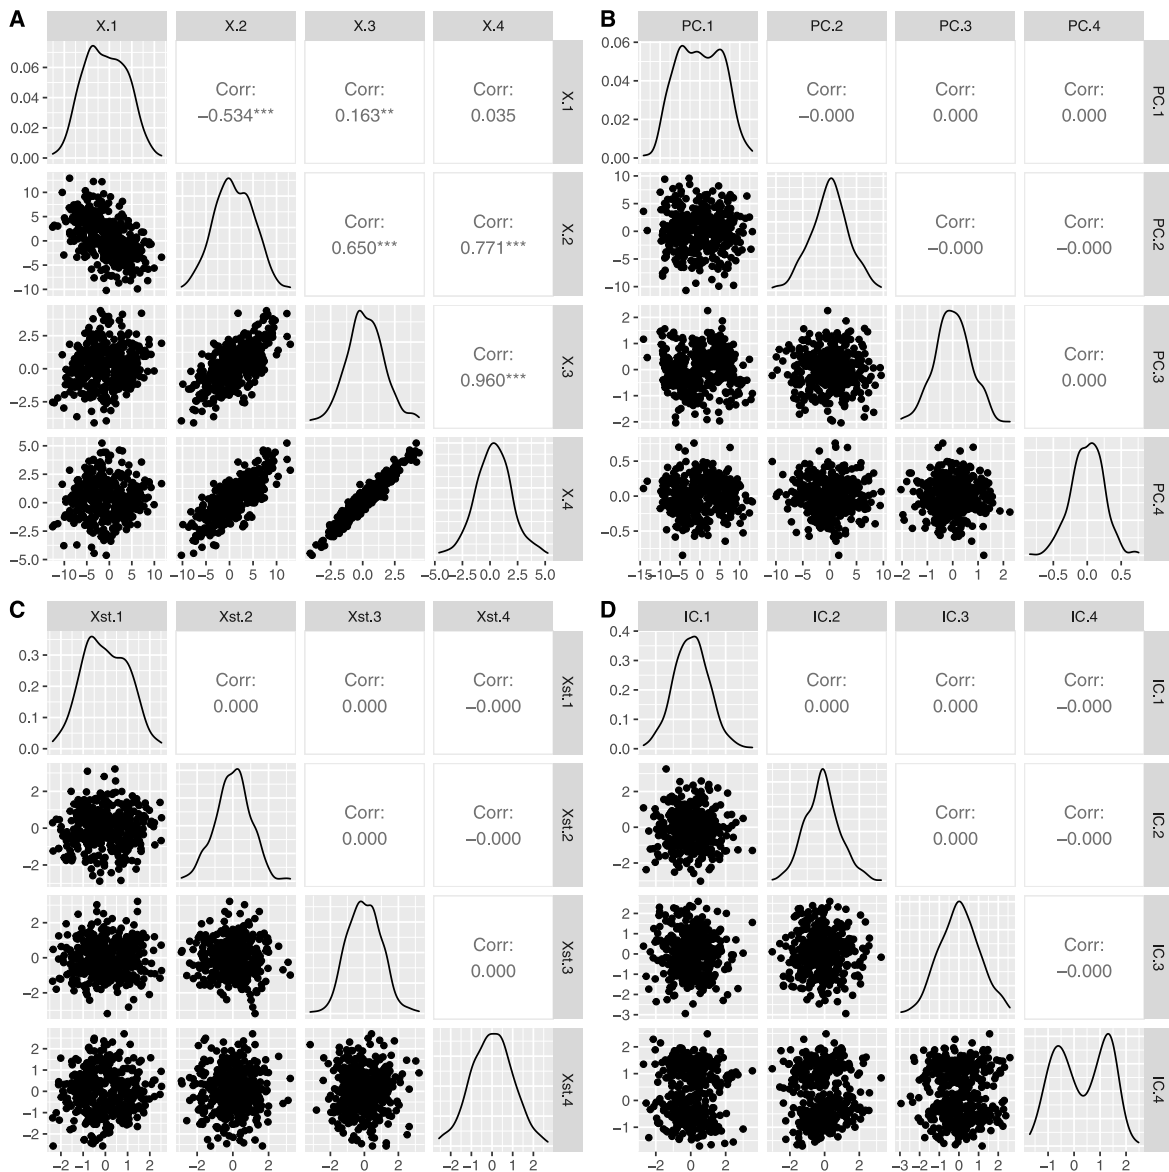 A
X.1 X.2 X.3 X.4
0.06
0.04
0.02
0.00
Corr:
−0.534***
Corr:
0.163**
Corr:
0.035
X.1
10
5
0
−5
−10
Corr:
0.650***
Corr:
0.771***
X.2
2.5
0.0
−2.5
Corr:
0.960***
X.3
5.0
2.5
0.0
−2.5
−5.0
X.4
−10 −5 0 5 10
−10 −5 0 5 10
−2.5 0.0 2.5
−5.0 −2.5 0.0 2.5 5.0
B
PC.1 PC.2 PC.3 PC.4
0.06
0.04
0.02
0.00
Corr:
−0.000
Corr:
0.000
Corr:
0.000
PC.1
10
5
0
−5
−10
Corr:
−0.000
Corr:
−0.000
PC.2
2
1
0
−1
−2
Corr:
0.000
PC.3
0.5
0.0
−0.5
PC.4
−15 −10 −5 0 5 10
−10 −5 0 5 10
−2 −1 0 1 2
−0.5 0.0 0.5
C
Xst.1 Xst.2 Xst.3 Xst.4
0.3
0.2
0.1
0.0
Corr:
0.000
Corr:
0.000
Corr:
−0.000
Xst.1
2
0
−2
Corr:
0.000
Corr:
−0.000
Xst.2
2
0
−2
Corr:
0.000
Xst.3
2
1
0
−1
−2
Xst.4
−2 −1 0 1 2
−2 0 2
−2 0 2
−2 −1 0 1 2
D
IC.1 IC.2 IC.3 IC.4
0.4
0.3
0.2
0.1
0.0
Corr:
0.000
Corr:
0.000
Corr:
−0.000
IC.1
2
0
−2
Corr:
0.000
Corr:
−0.000
IC.2
2
1
0
−1
−2
−3
Corr:
−0.000
IC.3
2
1
0
−1
IC.4
−2 0 2
−2 0 2
−3 −2 −1 0 1 2
−1 0 1 2